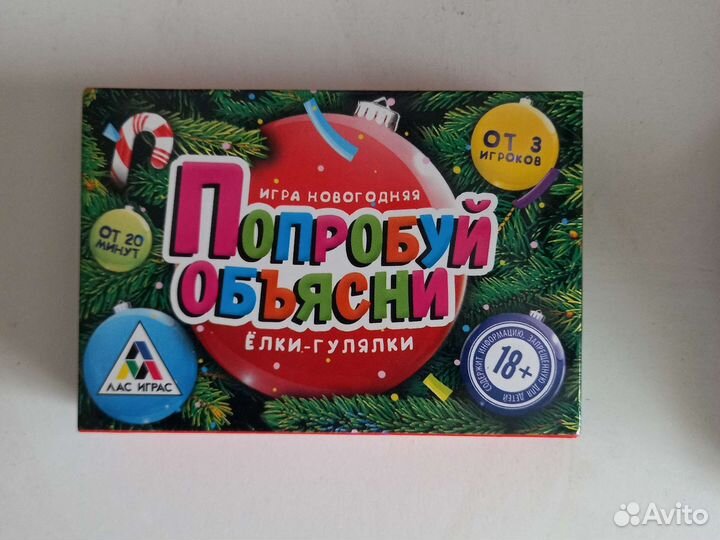 ОТ 3
ИГРОКОВ
ИГРА НОВОГОДНЯЯ
ПОПРОБУЙ
ОБЪЯСНИ
ЁЛКИ-ГУЛЯЛКИ
ОТ 20
МИНУТ
ЛАС ИГРАС
18+
СОДЕРЖИТ ИНФОРМАЦИЮ, ЗАПРЕЩЕННУЮ ДЛЯ ДЕТЕЙ
Avito